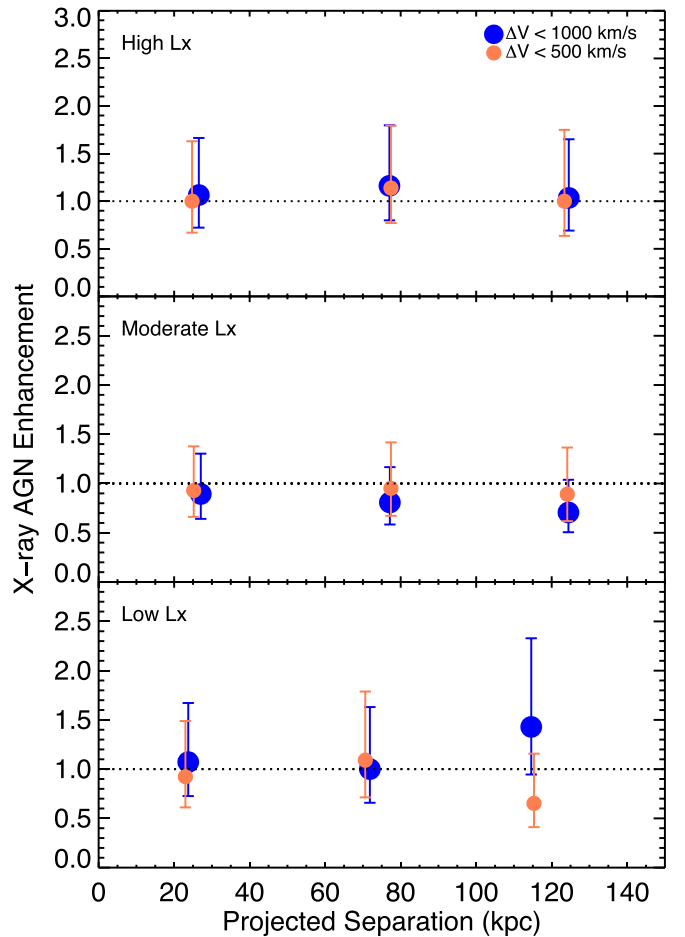 3.0
High Lx
ΔV < 1000 km/s
ΔV < 500 km/s
2.5
2.0
1.5
1.0
0.5
0.0
Moderate Lx
2.5
2.0
1.5
1.0
0.5
0.0
Low Lx
2.5
2.0
1.5
1.0
0.5
0.0
X−ray AGN Enhancement
0 20 40 60 80 100 120 140
Projected Separation (kpc)